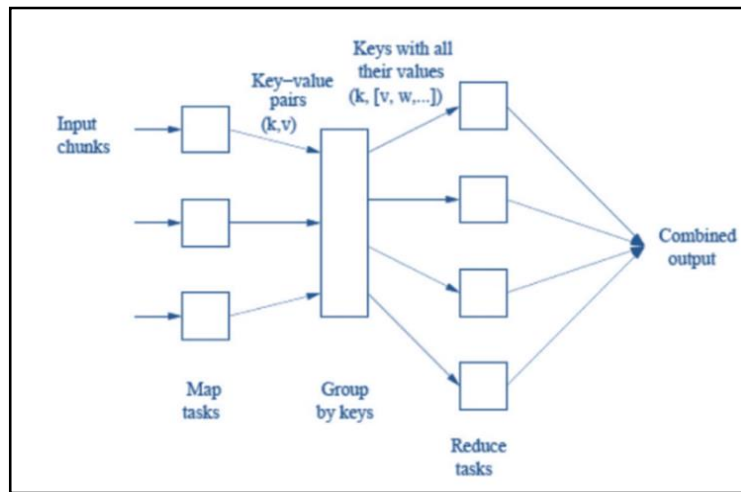 Keys with all
their values
(k, [v, w,...])
Key–value
pairs
(k,v)
Input
chunks
Combined
output
Map
tasks
Group
by keys
Reduce
tasks